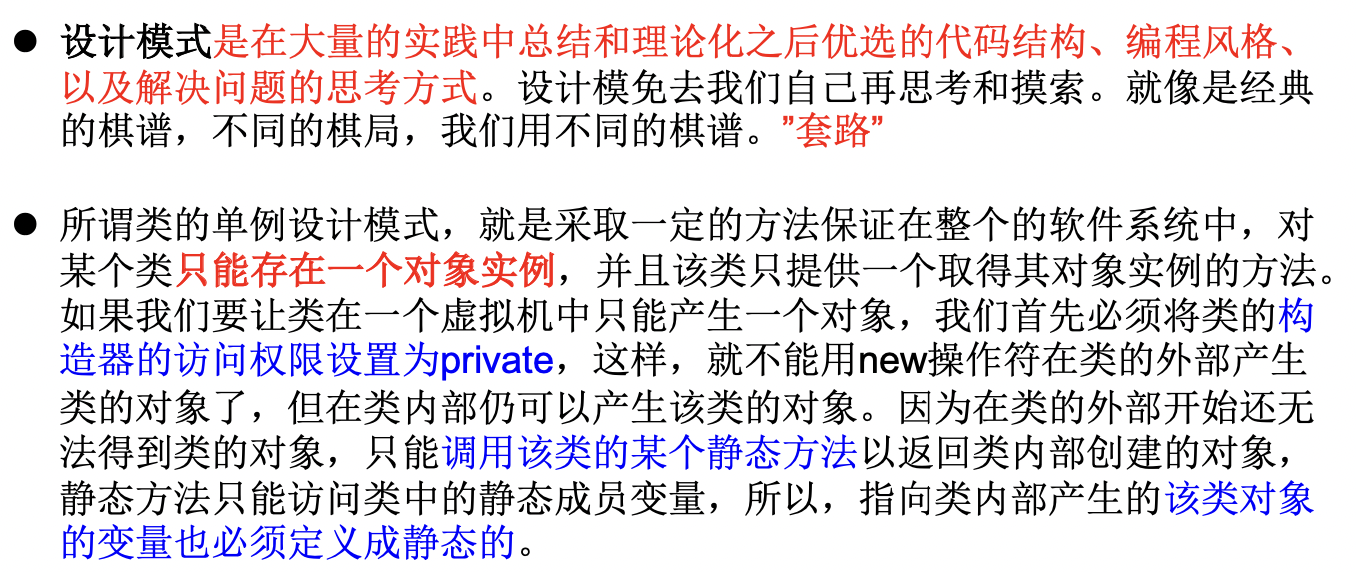 ● 设计模式是在大量的实践中总结和理论化之后优选的代码结构、编程风格、
以及解决问题的思考方式。设计模免去我们自己再思考和摸索。就像是经典
的棋谱，不同的棋局，我们用不同的棋谱。”套路”
● 所谓类的单例设计模式，就是采取一定的方法保证在整个的软件系统中，对
某个类只能存在一个对象实例，并且该类只提供一个取得其对象实例的方法。
如果我们要让类在一个虚拟机中只能产生一个对象，我们首先必须将类的构
造器的访问权限设置为private，这样，就不能用new操作符在类的外部产生
类的对象了，但在类内部仍可以产生该类的对象。因为在类的外部开始还无
法得到类的对象，只能调用该类的某个静态方法以返回类内部创建的对象，
静态方法只能访问类中的静态成员变量，所以，指向类内部产生的该类对象
的变量也必须定义成静态的。